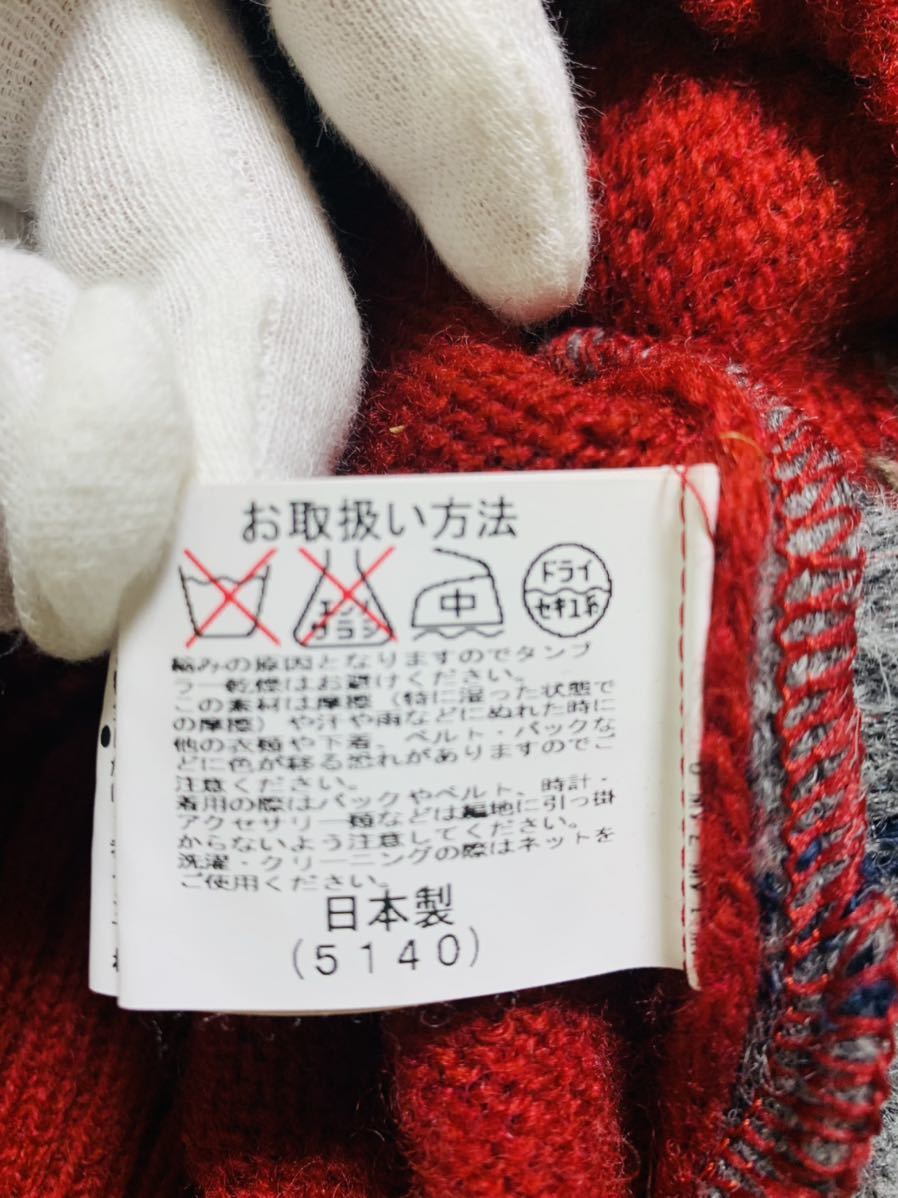 お取扱い方法
エンソ サラシ
中
ドライ
セキユ系
縮みの原因となりますのでタンブ
ラー乾燥はお避けください。
この素材は摩擦（特に湿った状態で
の摩擦）や汗や雨などにぬれた時に
他の衣類や下着、ベルト・バックな
どに色が移る恐れがありますのでご
注意ください。
着用の際はバックやベルト、時計・
アクセサリー類などは編地に引っ掛
からないよう注意してください。
洗濯・クリーニングの際はネットを
ご使用ください。
日本製
(5140)